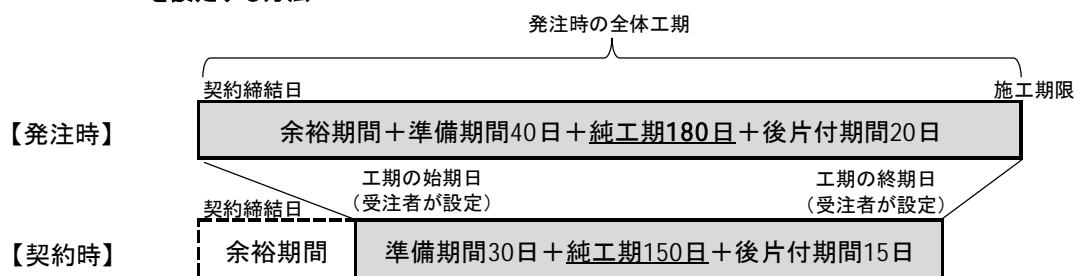 を設定する方法
発注時の全体工期
契約締結日
施工期限
【発注時】
余裕期間＋準備期間40日＋純工期180日＋後片付期間20日
工期の始期日
（受注者が設定）
工期の終期日
（受注者が設定）
契約締結日
【契約時】
余裕期間
準備期間30日＋純工期150日＋後片付期間15日